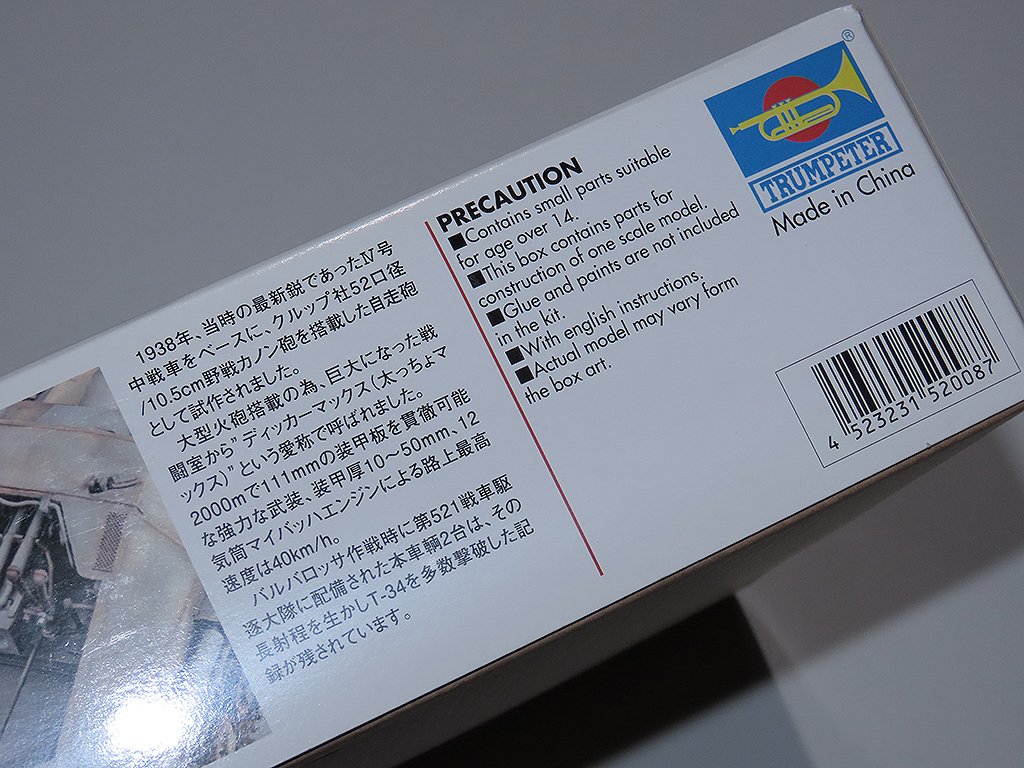 1938年、当時の最新鋭であったⅣ号
中戦車をベースに、クルップ社52口径
/10.5cm野戦カノン砲を搭載した自走砲
として試作されました。
大型火砲搭載の為、巨大になった戦
闘室から"ディッカーマックス(太っちょマ
ックス)"という愛称で呼ばれました。
2000mで111mmの装甲板を貫徹可能
な強力な武装、装甲厚10～50mm、12
気筒マイバッハエンジンによる路上最高
速度は40km/h。
バルバロッサ作戦時に第521戦車駆
逐大隊に配備された本車輌2台は、その
長射程を生かしT-34を多数撃破した記
録が残されています。
PRECAUTION
■Contains small parts suitable
for age over 14.
■This box contains parts for
construction of one scale model.
■Glue and paints are not included
in the kit.
■With english instructions.
■Actual model may vary form
the box art.
®
TRUMPETER
Made in China
4 523231 520087